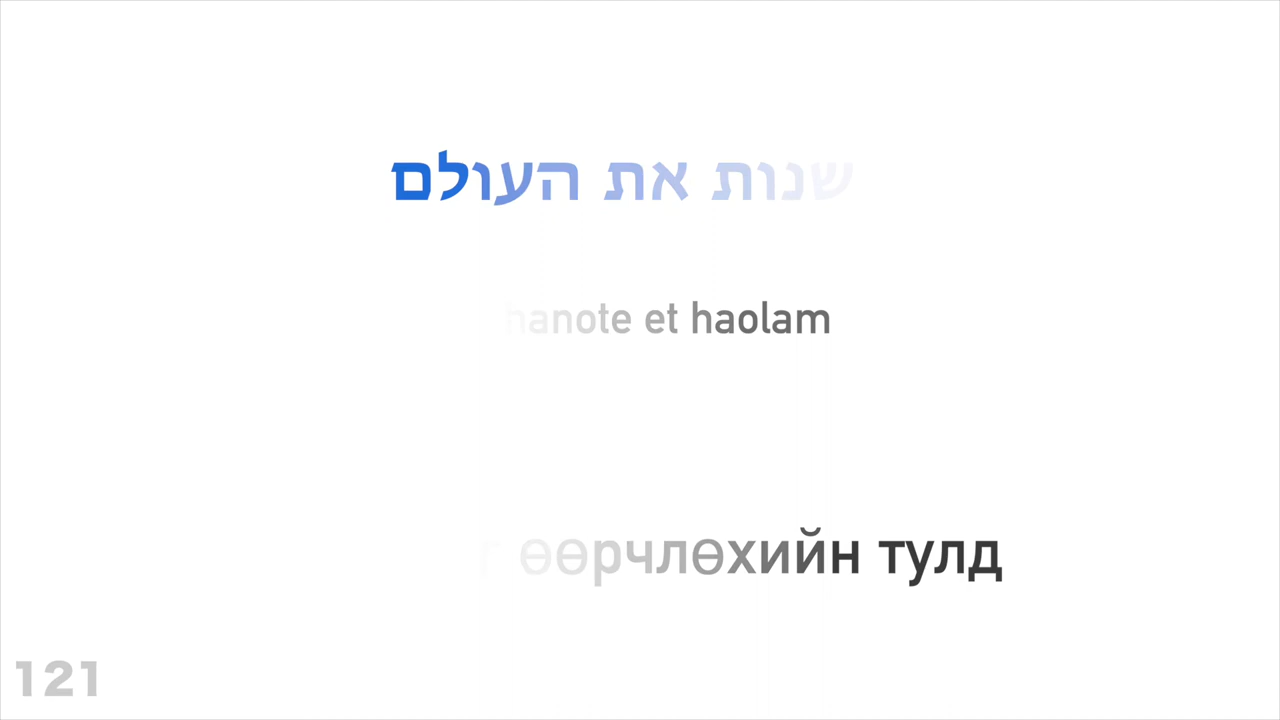 שנות את העולם
hanote et haolam
өөрчлөхийн тулд
121